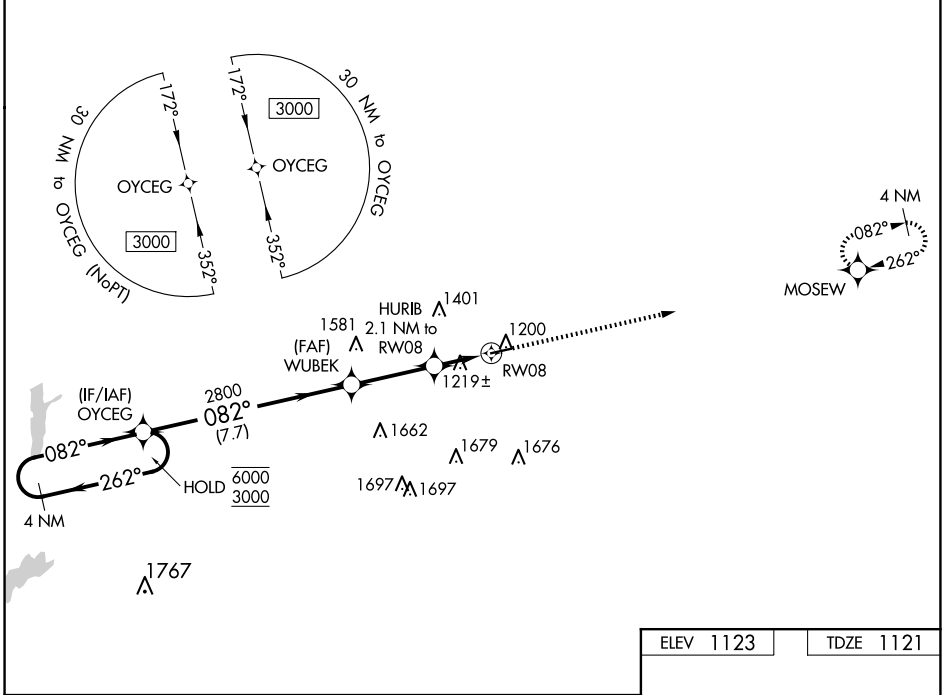 172°
30 NM to OYCEG (NoPT)
OYCEG
3000
352°
172°
30 NM to OYCEG
3000
OYCEG
352°
4 NM
082°
262°
MOSEW
HURIB
2.1 NM to
RW08
1401
1581
(FAF)
WUBEK
1200
RW08
1219±
(IF/IAF)
OYCEG
2800
082°
(7.7)
082°
262°
4 NM
HOLD
6000
3000
1662
1679
1676
1697
1697
1767
ELEV 1123
TDZE 1121